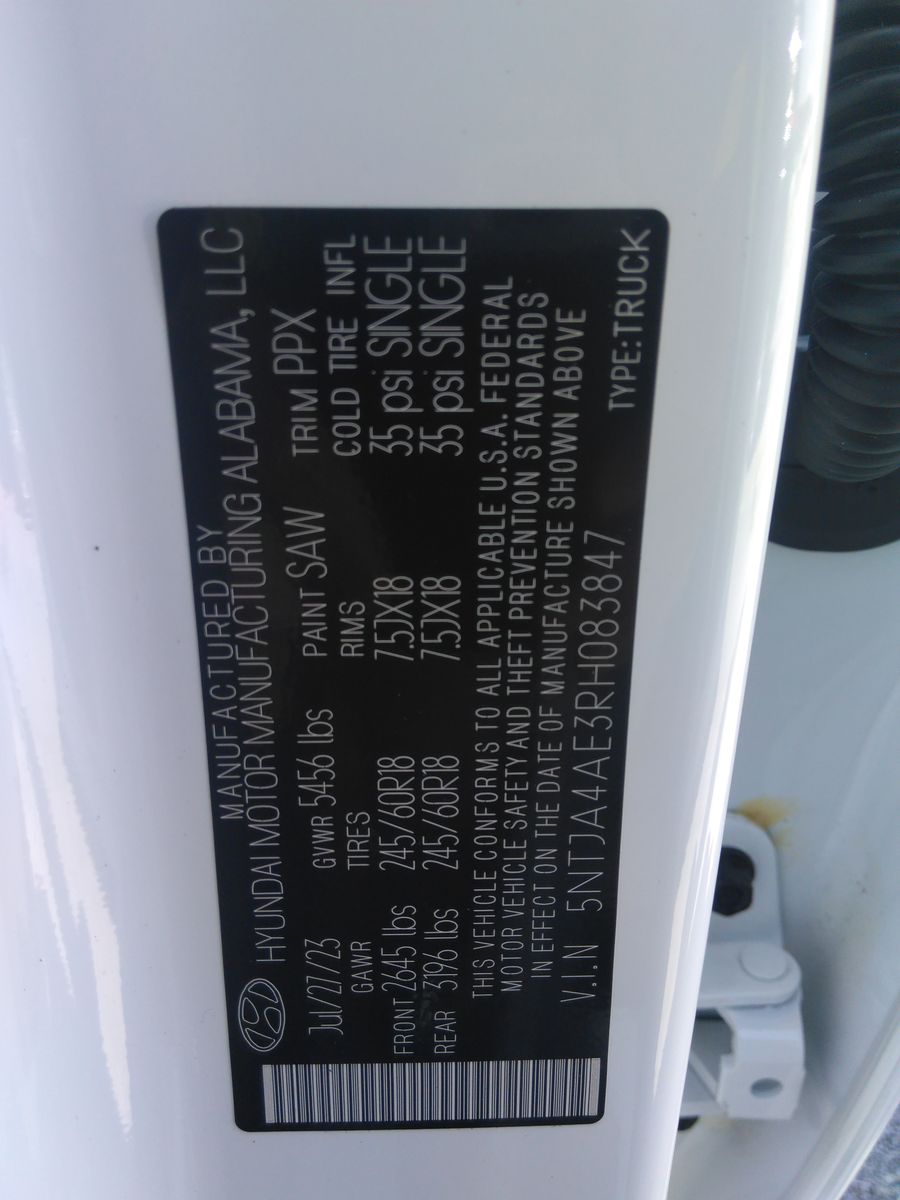 MANUFACTURED BY
HYUNDAI MOTOR MANUFACTURING ALABAMA, LLC
Jul/27/23 GVWR 5456 lbs PAINT SAW TRIM PPX
GAWR TIRES RIMS COLD TIRE INFL
FRONT 2645 lbs 245/60R18 7.5JX18 35 psi SINGLE
REAR 3196 lbs 245/60R18 7.5JX18 35 psi SINGLE
THIS VEHICLE CONFORMS TO ALL APPLICABLE U.S.A. FEDERAL
MOTOR VEHICLE SAFETY AND THEFT PREVENTION STANDARDS
IN EFFECT ON THE DATE OF MANUFACTURE SHOWN ABOVE
V.I.N 5NTJA4AE3RH083847 TYPE:TRUCK